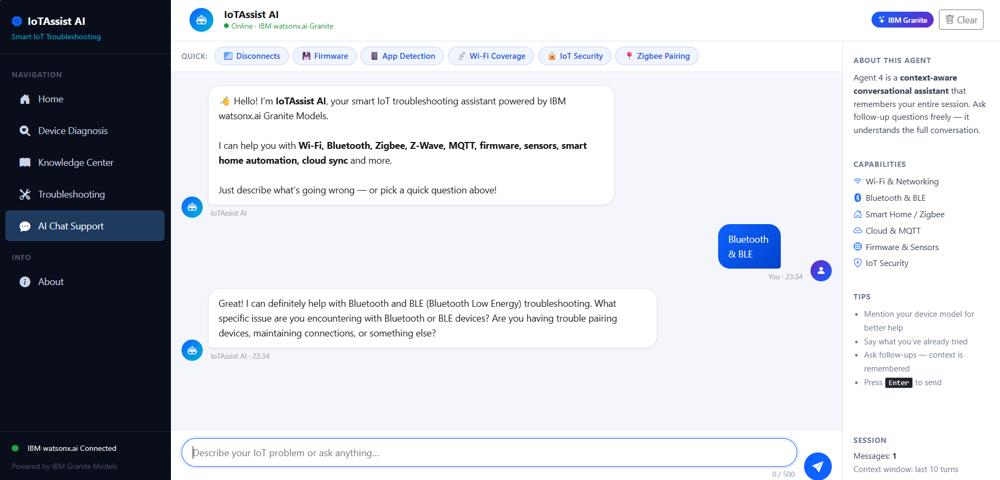 IoTAssist AI
Smart IoT Troubleshooting
NAVIGATION
Home
Device Diagnosis
Knowledge Center
Troubleshooting
AI Chat Support
INFO
About
IBM watsonx.ai Connected
Powered by IBM Granite Models
IoTAssist AI
Online · IBM watsonx.ai Granite
IBM Granite
Clear
QUICK:
Disconnects
Firmware
App Detection
Wi-Fi Coverage
IoT Security
Zigbee Pairing
👋 Hello! I’m IoTAssist AI, your smart IoT troubleshooting assistant powered by IBM
watsonx.ai Granite Models.
I can help you with Wi-Fi, Bluetooth, Zigbee, Z-Wave, MQTT, firmware, sensors, smart
home automation, cloud sync and more.
Just describe what’s going wrong — or pick a quick question above!
IoTAssist AI
Bluetooth
& BLE
You · 23:34
Great! I can definitely help with Bluetooth and BLE (Bluetooth Low Energy) troubleshooting. What
specific issue are you encountering with Bluetooth or BLE devices? Are you having trouble pairing
devices, maintaining connections, or something else?
IoTAssist AI · 23:34
Describe your IoT problem or ask anything...
0 / 500
ABOUT THIS AGENT
Agent 4 is a context-aware
conversational assistant that
remembers your entire session. Ask
follow-up questions freely — it
understands the full conversation.
CAPABILITIES
Wi-Fi & Networking
Bluetooth & BLE
Smart Home / Zigbee
Cloud & MQTT
Firmware & Sensors
IoT Security
TIPS
Mention your device model for
better help
Say what you’ve already tried
Ask follow-ups — context is
remembered
Press Enter to send
SESSION
Messages: 1
Context window: last 10 turns